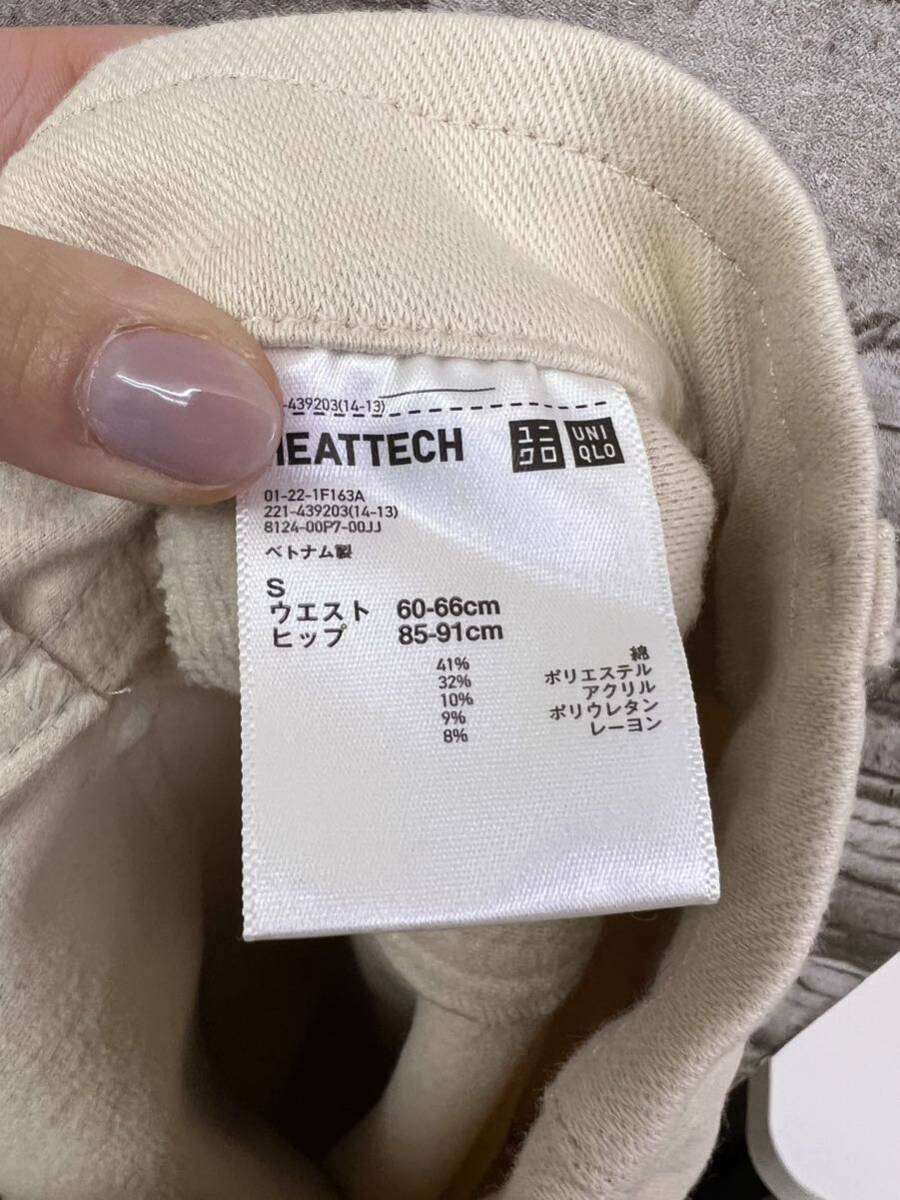 -439203(14-13)
HEATTECH
ユニクロ
UNIQLO
01-22-1F163A
221-439203(14-13)
8124-00P7-00JJ
ベトナム製
S
ウエスト 60-66cm
ヒップ 85-91cm
41% 綿
32% ポリエステル
10% アクリル
9% ポリウレタン
8% レーヨン